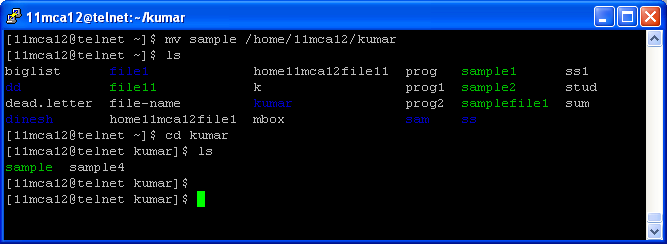 11mca12@telnet:~/kumar
[11mca12@telnet ~]$ mv sample /home/11mca12/kumar
[11mca12@telnet ~]$ ls
biglist file1 home11mca12file11 prog sample1 ss1
dd file11 k prog1 sample2 stud
dead.letter file-name kumar prog2 samplefile1 sum
dinesh home11mca12file1 mbox sam ss
[11mca12@telnet ~]$ cd kumar
[11mca12@telnet kumar]$ ls
sample sample4
[11mca12@telnet kumar]$
[11mca12@telnet kumar]$